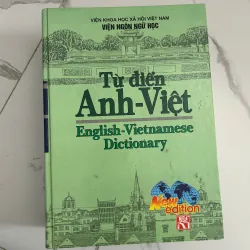 VIỆN KHOA HỌC XÃ HỘI VIỆT NAM
VIỆN NGÔN NGỮ HỌC
Từ điển
Anh-Việt
English-Vietnamese
Dictionary
New
edition